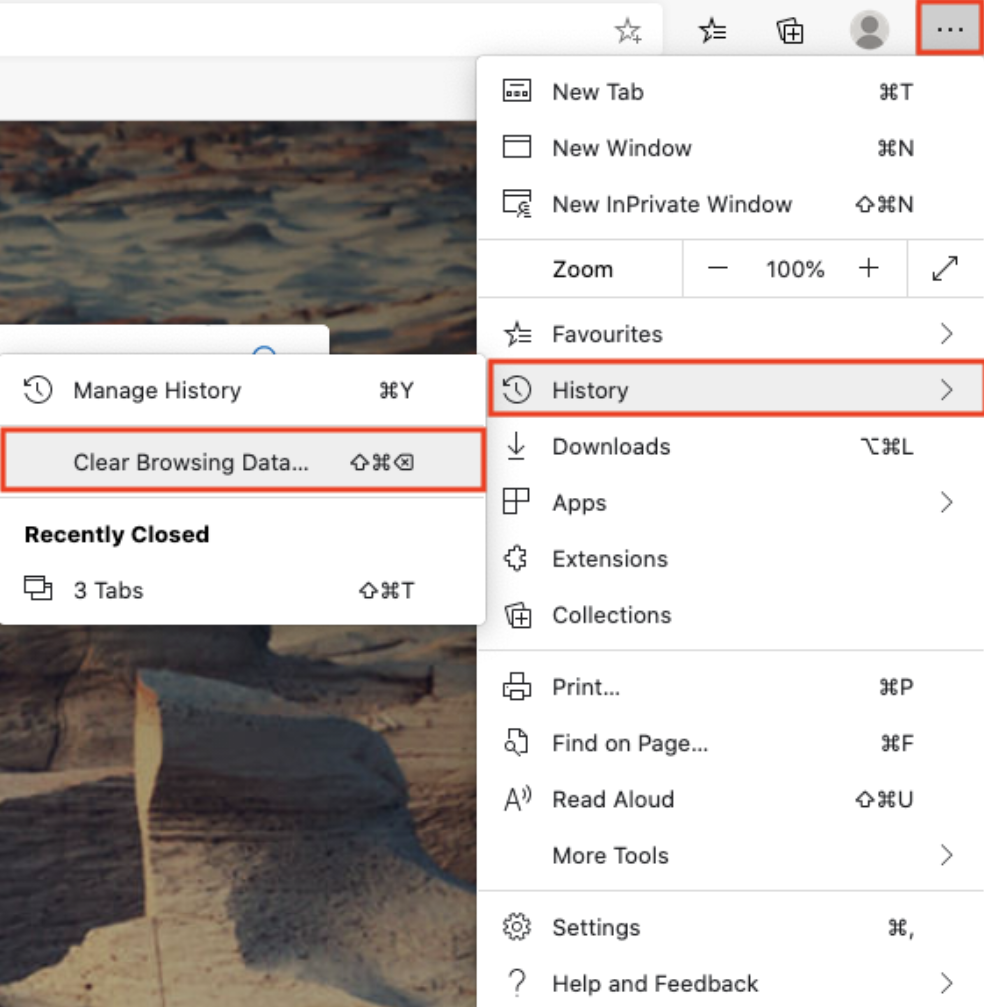 New Tab ⌘T
New Window ⌘N
New InPrivate Window ⇧⌘N
Zoom — 100% +
Favourites
History
Manage History ⌘Y
Clear Browsing Data... ⇧⌘⌫
Recently Closed
3 Tabs ⇧⌘T
Downloads ⌥⌘L
Apps
Extensions
Collections
Print... ⌘P
Find on Page... ⌘F
Read Aloud ⇧⌘U
More Tools
Settings ⌘,
Help and Feedback